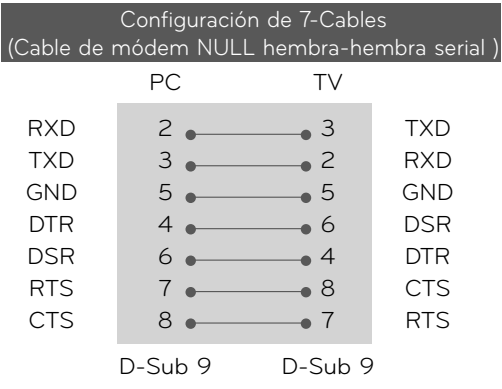 Configuración de 7-Cables
(Cable de módem NULL hembra-hembra serial )
PC TV
RXD 2 3 TXD
TXD 3 2 RXD
GND 5 5 GND
DTR 4 6 DSR
DSR 6 4 DTR
RTS 7 8 CTS
CTS 8 7 RTS
D-Sub 9 D-Sub 9